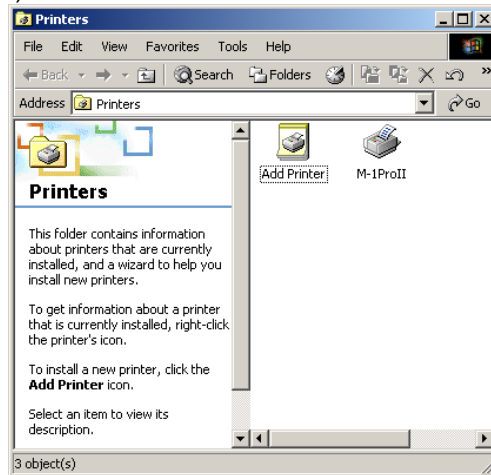 Printers
File Edit View Favorites Tools Help
Back Search Folders »
Address Printers Go
Printers
This folder contains information
about printers that are currently
installed, and a wizard to help you
install new printers.
To get information about a printer
that is currently installed, right-click
the printer's icon.
To install a new printer, click the
Add Printer icon.
Select an item to view its
description.
Add Printer M-1ProII
3 object(s)